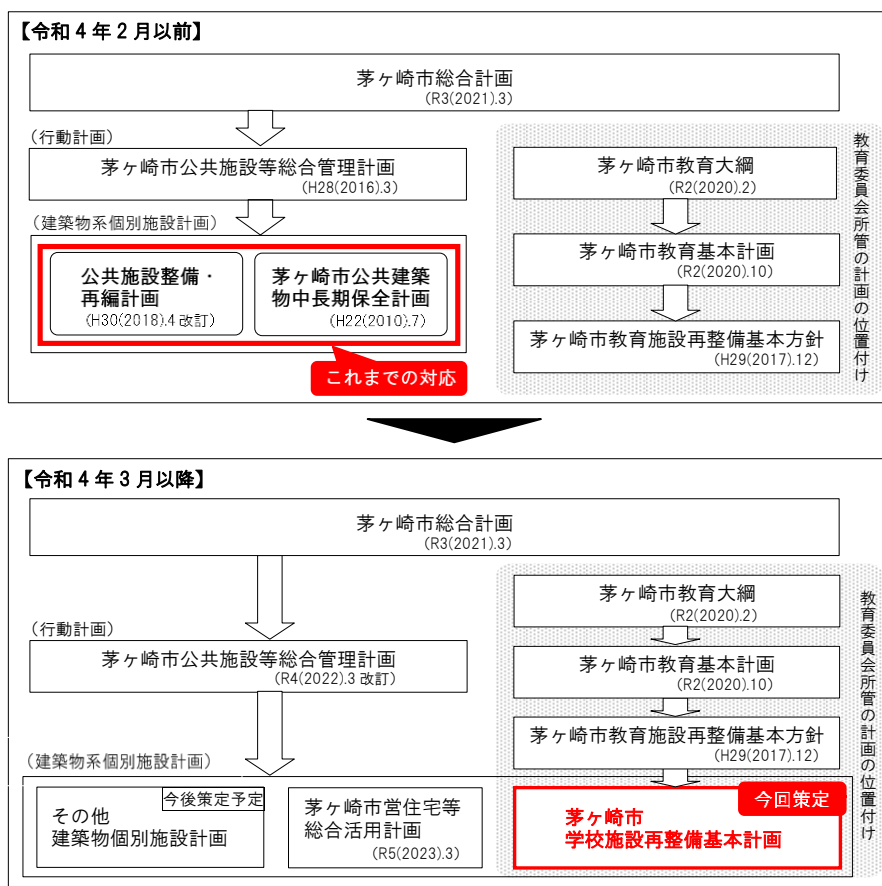 【令和4年2月以前】
茅ヶ崎市総合計画
(R3(2021).3)
(行動計画)
茅ヶ崎市公共施設等総合管理計画
(H28(2016).3)
(建築物系個別施設計画)
公共施設整備・
再編計画
(H30(2018).4改訂)
茅ヶ崎市公共建築
物中長期保全計画
(H22(2010).7)
これまでの対応
茅ヶ崎市教育大綱
(R2(2020).2)
茅ヶ崎市教育基本計画
(R2(2020).10)
茅ヶ崎市教育施設再整備基本方針
(H29(2017).12)
教育委員会所管の計画の位置付け
【令和4年3月以降】
茅ヶ崎市総合計画
(R3(2021).3)
(行動計画)
茅ヶ崎市公共施設等総合管理計画
(R4(2022).3改訂)
茅ヶ崎市教育大綱
(R2(2020).2)
茅ヶ崎市教育基本計画
(R2(2020).10)
茅ヶ崎市教育施設再整備基本方針
(H29(2017).12)
教育委員会所管の計画の位置付け
(建築物系個別施設計画)
今後策定予定
その他
建築物個別施設計画
茅ヶ崎市営住宅等
総合活用計画
(R5(2023).3)
今回策定
茅ヶ崎市
学校施設再整備基本計画